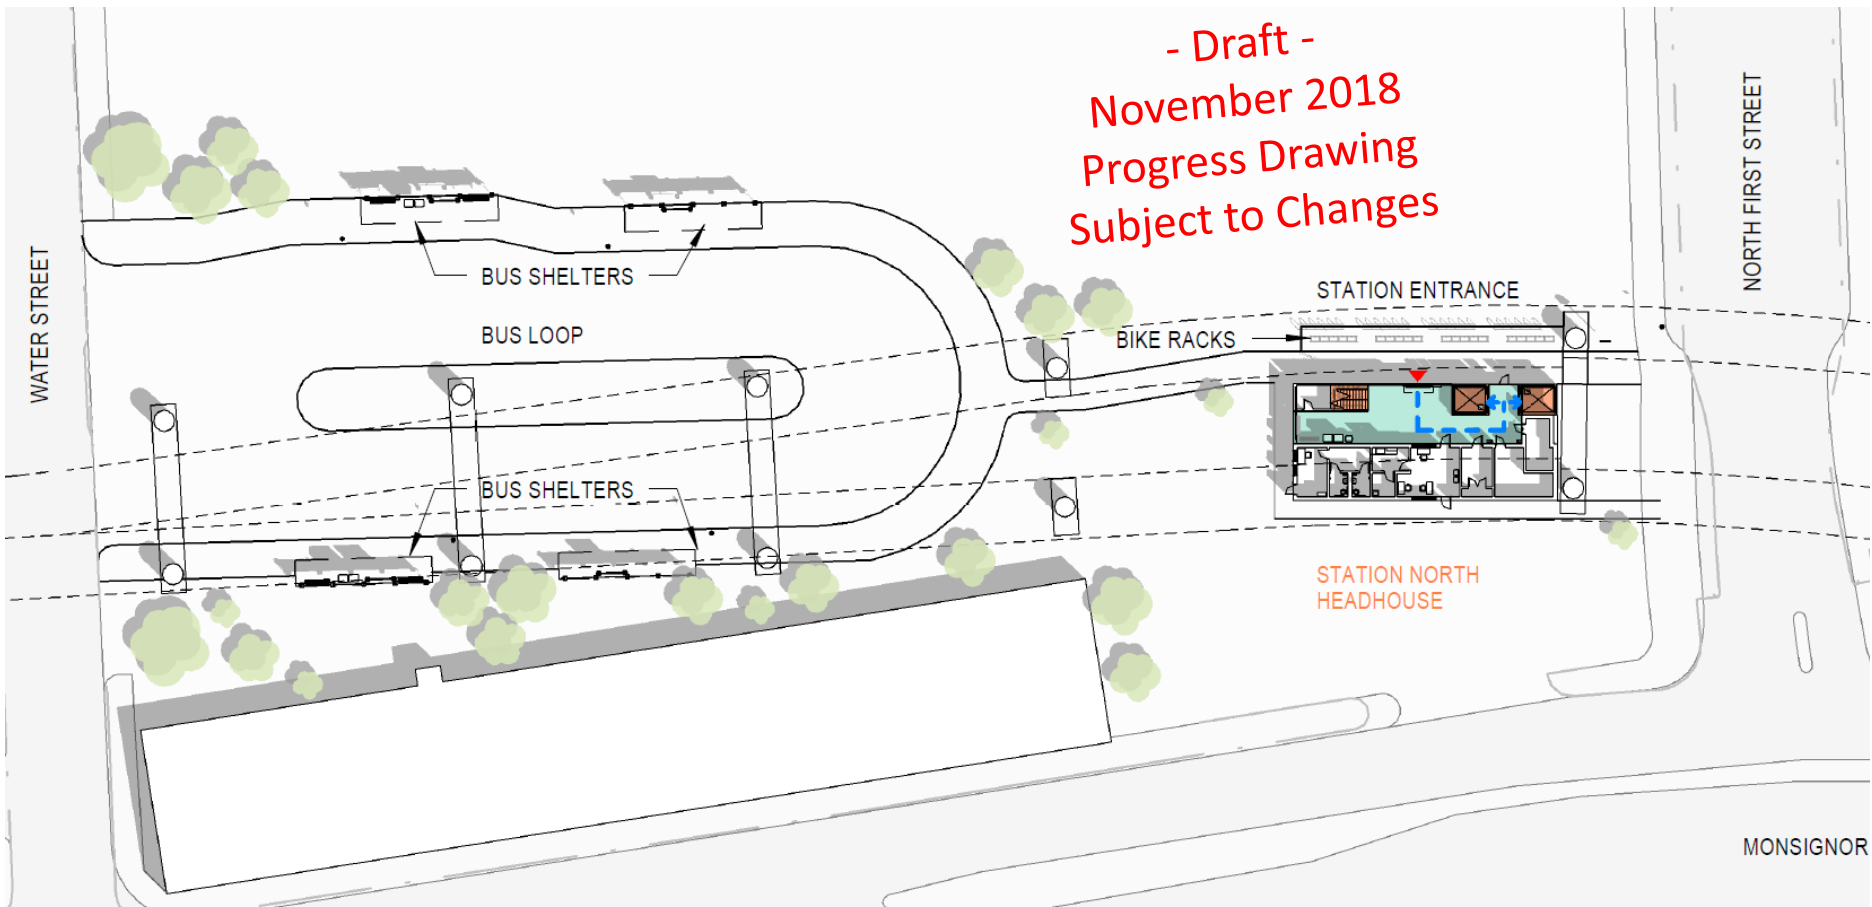 - Draft -
November 2018
Progress Drawing
Subject to Changes
NORTH FIRST STREET
WATER STREET
BUS SHELTERS
STATION ENTRANCE
BUS LOOP
BIKE RACKS
BUS SHELTERS
STATION NORTH
HEADHOUSE
MONSIGNOR